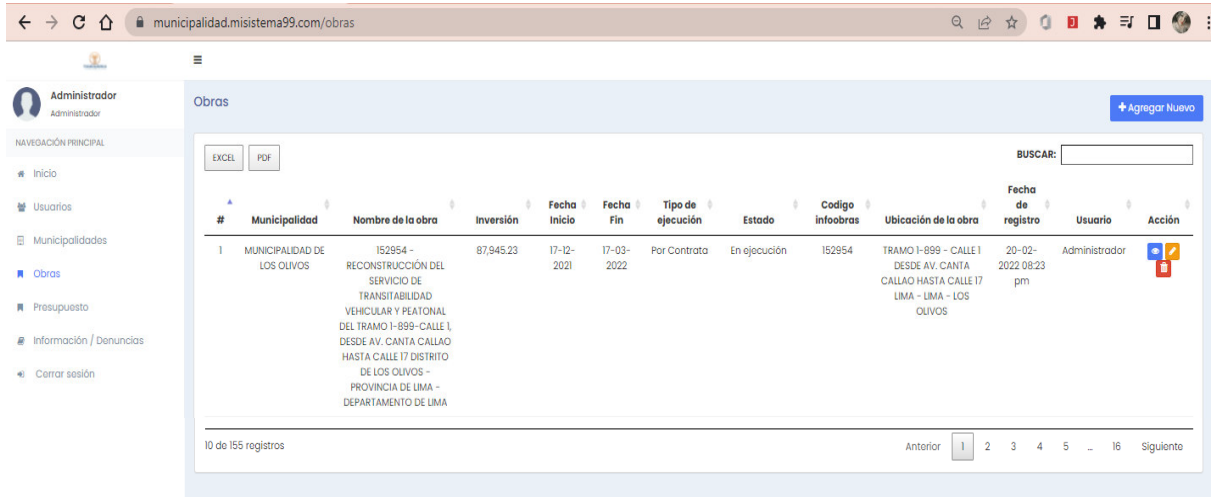 municipalidad.misistema99.com/obras
Administrador
Administrador
NAVEGACIÓN PRINCIPAL
Inicio
Usuarios
Municipalidades
Obras
Presupuesto
Información / Denuncias
Cerrar sesión
Obras
+ Agregar Nuevo
EXCEL PDF
BUSCAR:
# Municipalidad Nombre de la obra Inversión Fecha Inicio Fecha Fin Tipo de ejecución Estado Codigo infoobras Ubicación de la obra Fecha de registro Usuario Acción
1
MUNICIPALIDAD DE
LOS OLIVOS
152954 -
RECONSTRUCCIÓN DEL
SERVICIO DE
TRANSITABILIDAD
VEHICULAR Y PEATONAL
DEL TRAMO 1-899-CALLE 1,
DESDE AV. CANTA CALLAO
HASTA CALLE 17 DISTRITO
DE LOS OLIVOS -
PROVINCIA DE LIMA -
DEPARTAMENTO DE LIMA
87,945.23
17-12-
2021
17-03-
2022
Por Contrata
En ejecución
152954
TRAMO 1-899 - CALLE 1
DESDE AV. CANTA
CALLAO HASTA CALLE 17
LIMA - LIMA - LOS
OLIVOS
20-02-
2022 08:23
pm
Administrador
10 de 155 registros
Anterior 1 2 3 4 5 … 16 Siguiente